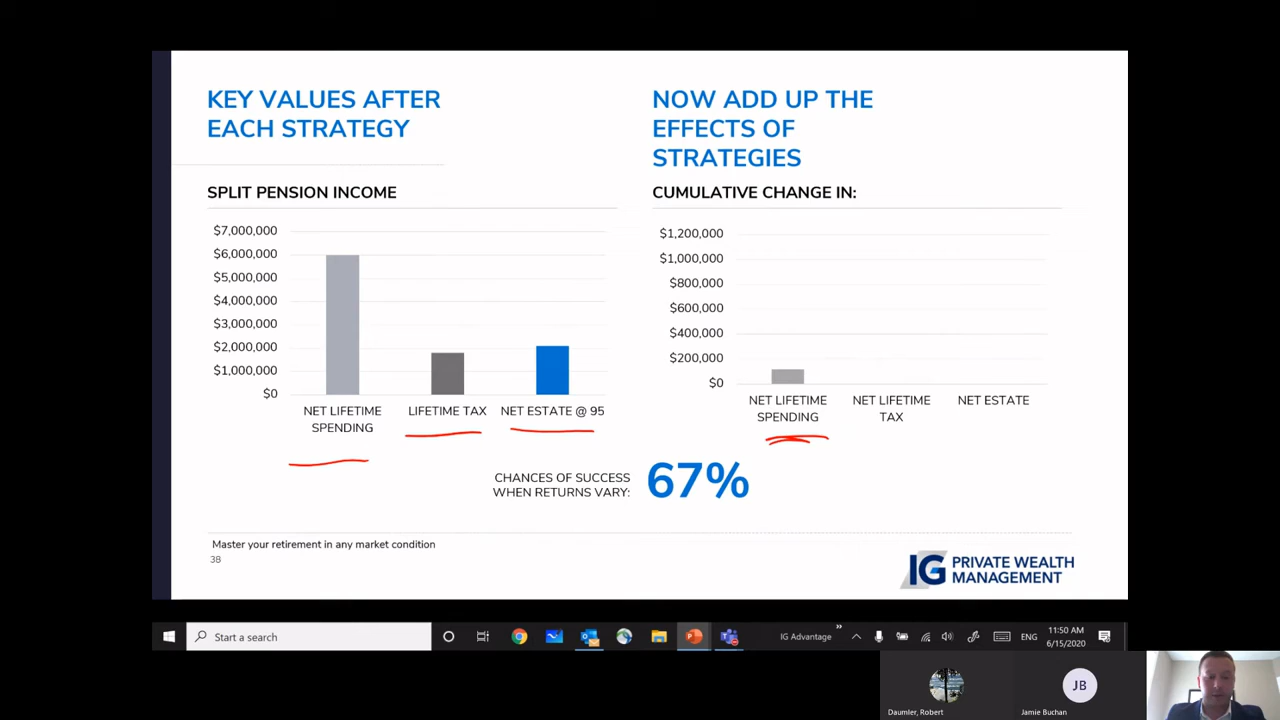 KEY VALUES AFTER
EACH STRATEGY
SPLIT PENSION INCOME
$7,000,000
$6,000,000
$5,000,000
$4,000,000
$3,000,000
$2,000,000
$1,000,000
$0
NET LIFETIME
SPENDING
LIFETIME TAX
NET ESTATE @ 95
NOW ADD UP THE
EFFECTS OF
STRATEGIES
CUMULATIVE CHANGE IN:
$1,200,000
$1,000,000
$800,000
$600,000
$400,000
$200,000
$0
NET LIFETIME
SPENDING
NET LIFETIME
TAX
NET ESTATE
CHANCES OF SUCCESS
WHEN RETURNS VARY:
67%
Master your retirement in any market condition
38
IG PRIVATE WEALTH
MANAGEMENT
Start a search
IG Advantage
»
ENG
11:50 AM
6/15/2020
Daumler, Robert
JB
Jamie Buchan